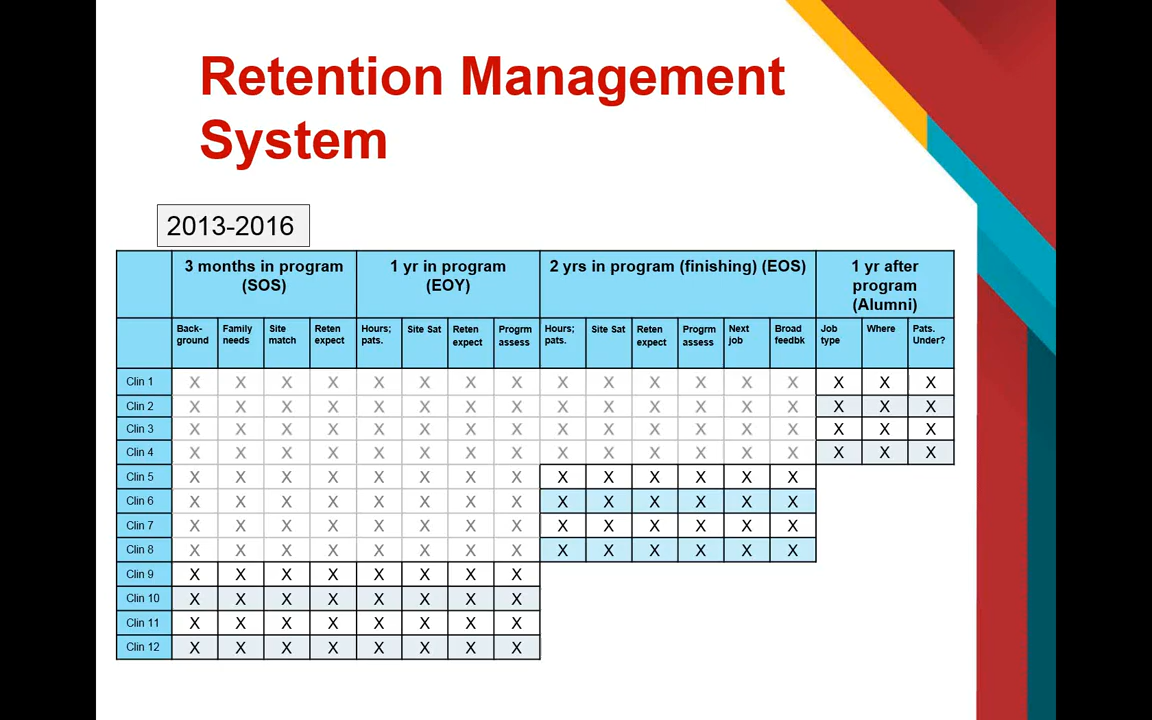 Retention Management
System
2013-2016
3 months in program (SOS) 1 yr in program (EOY) 2 yrs in program (finishing) (EOS) 1 yr after program (Alumni)
Back-ground Family needs Site match Reten expect Hours; pats. Site Sat Reten expect Progrm assess Hours; pats. Site Sat Reten expect Progrm assess Next job Broad feedbk Job type Where Pats. Under?
Clin 1 X X X X X X X X X X X X X X X X X
Clin 2 X X X X X X X X X X X X X X X X X
Clin 3 X X X X X X X X X X X X X X X X X
Clin 4 X X X X X X X X X X X X X X X X X
Clin 5 X X X X X X X X X X X X X X
Clin 6 X X X X X X X X X X X X X X
Clin 7 X X X X X X X X X X X X X X
Clin 8 X X X X X X X X X X X X X X
Clin 9 X X X X X X X X
Clin 10 X X X X X X X X
Clin 11 X X X X X X X X
Clin 12 X X X X X X X X